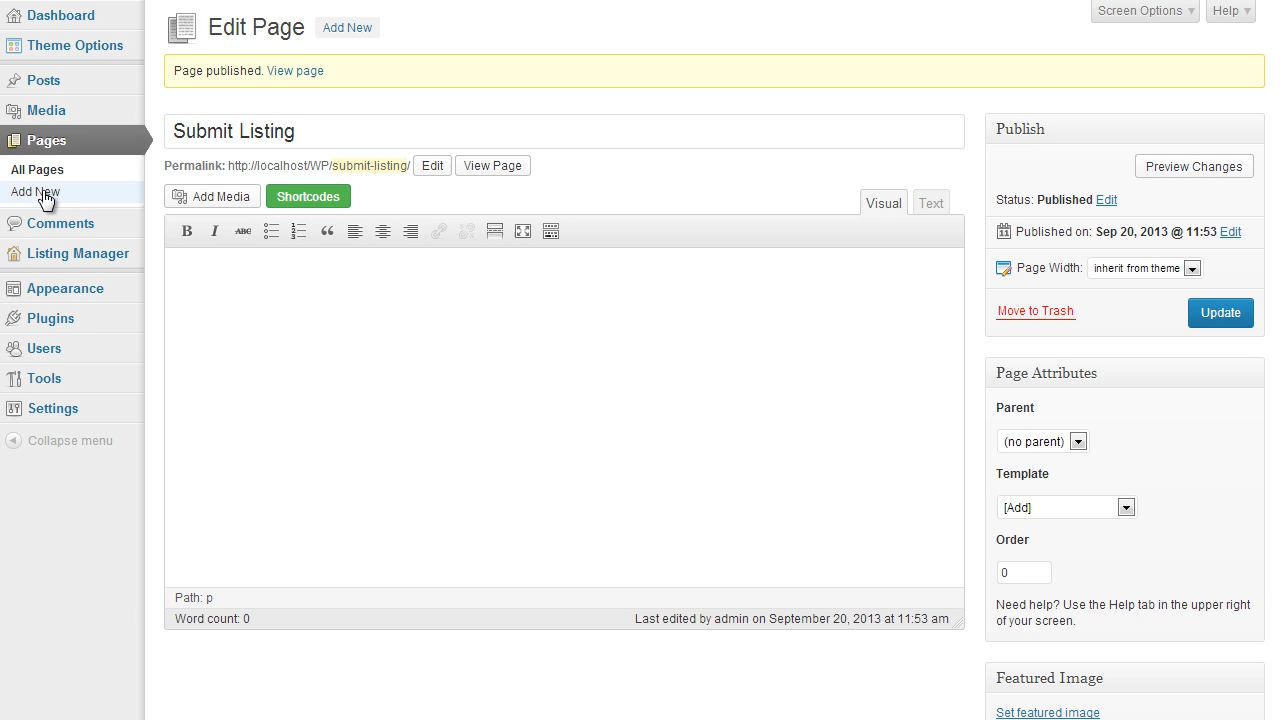 Dashboard
Theme Options
Posts
Media
Pages
All Pages
Add New
Comments
Listing Manager
Appearance
Plugins
Users
Tools
Settings
Collapse menu
Edit Page
Add New
Screen Options
Help
Page published. View page
Submit Listing
Permalink: http://localhost/WP/submit-listing/ Edit View Page
Add Media Shortcodes
Visual Text
B I ABC
Path: p
Word count: 0 Last edited by admin on September 20, 2013 at 11:53 am
Publish
Preview Changes
Status: Published Edit
11 Published on: Sep 20, 2013 @ 11:53 Edit
Page Width: inherit from theme
Move to Trash Update
Page Attributes
Parent
(no parent)
Template
[Add]
Order
0
Need help? Use the Help tab in the upper right
of your screen.
Featured Image
Set featured image